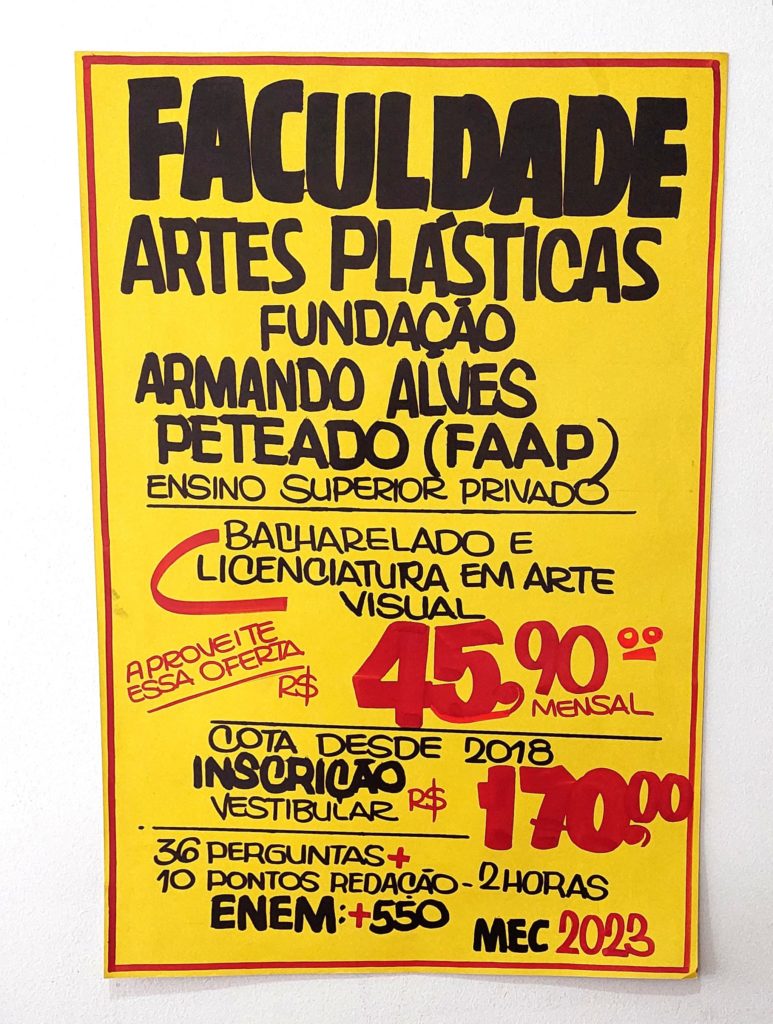 FACULDADE
ARTES PLÁSTICAS
FUNDAÇÃO
ARMANDO ALVES
PETEADO (FAAP)
ENSINO SUPERIOR PRIVADO
BACHARELADO E
LICENCIATURA EM ARTE
VISUAL
APROVEITE
ESSA OFERTA
R$ 45,90 00
MENSAL
COTA DESDE 2018
INSCRIÇÃO
VESTIBULAR R$ 170,00
36 PERGUNTAS +
10 PONTOS REDAÇÃO - 2 HORAS
ENEM: +550
MEC 2023